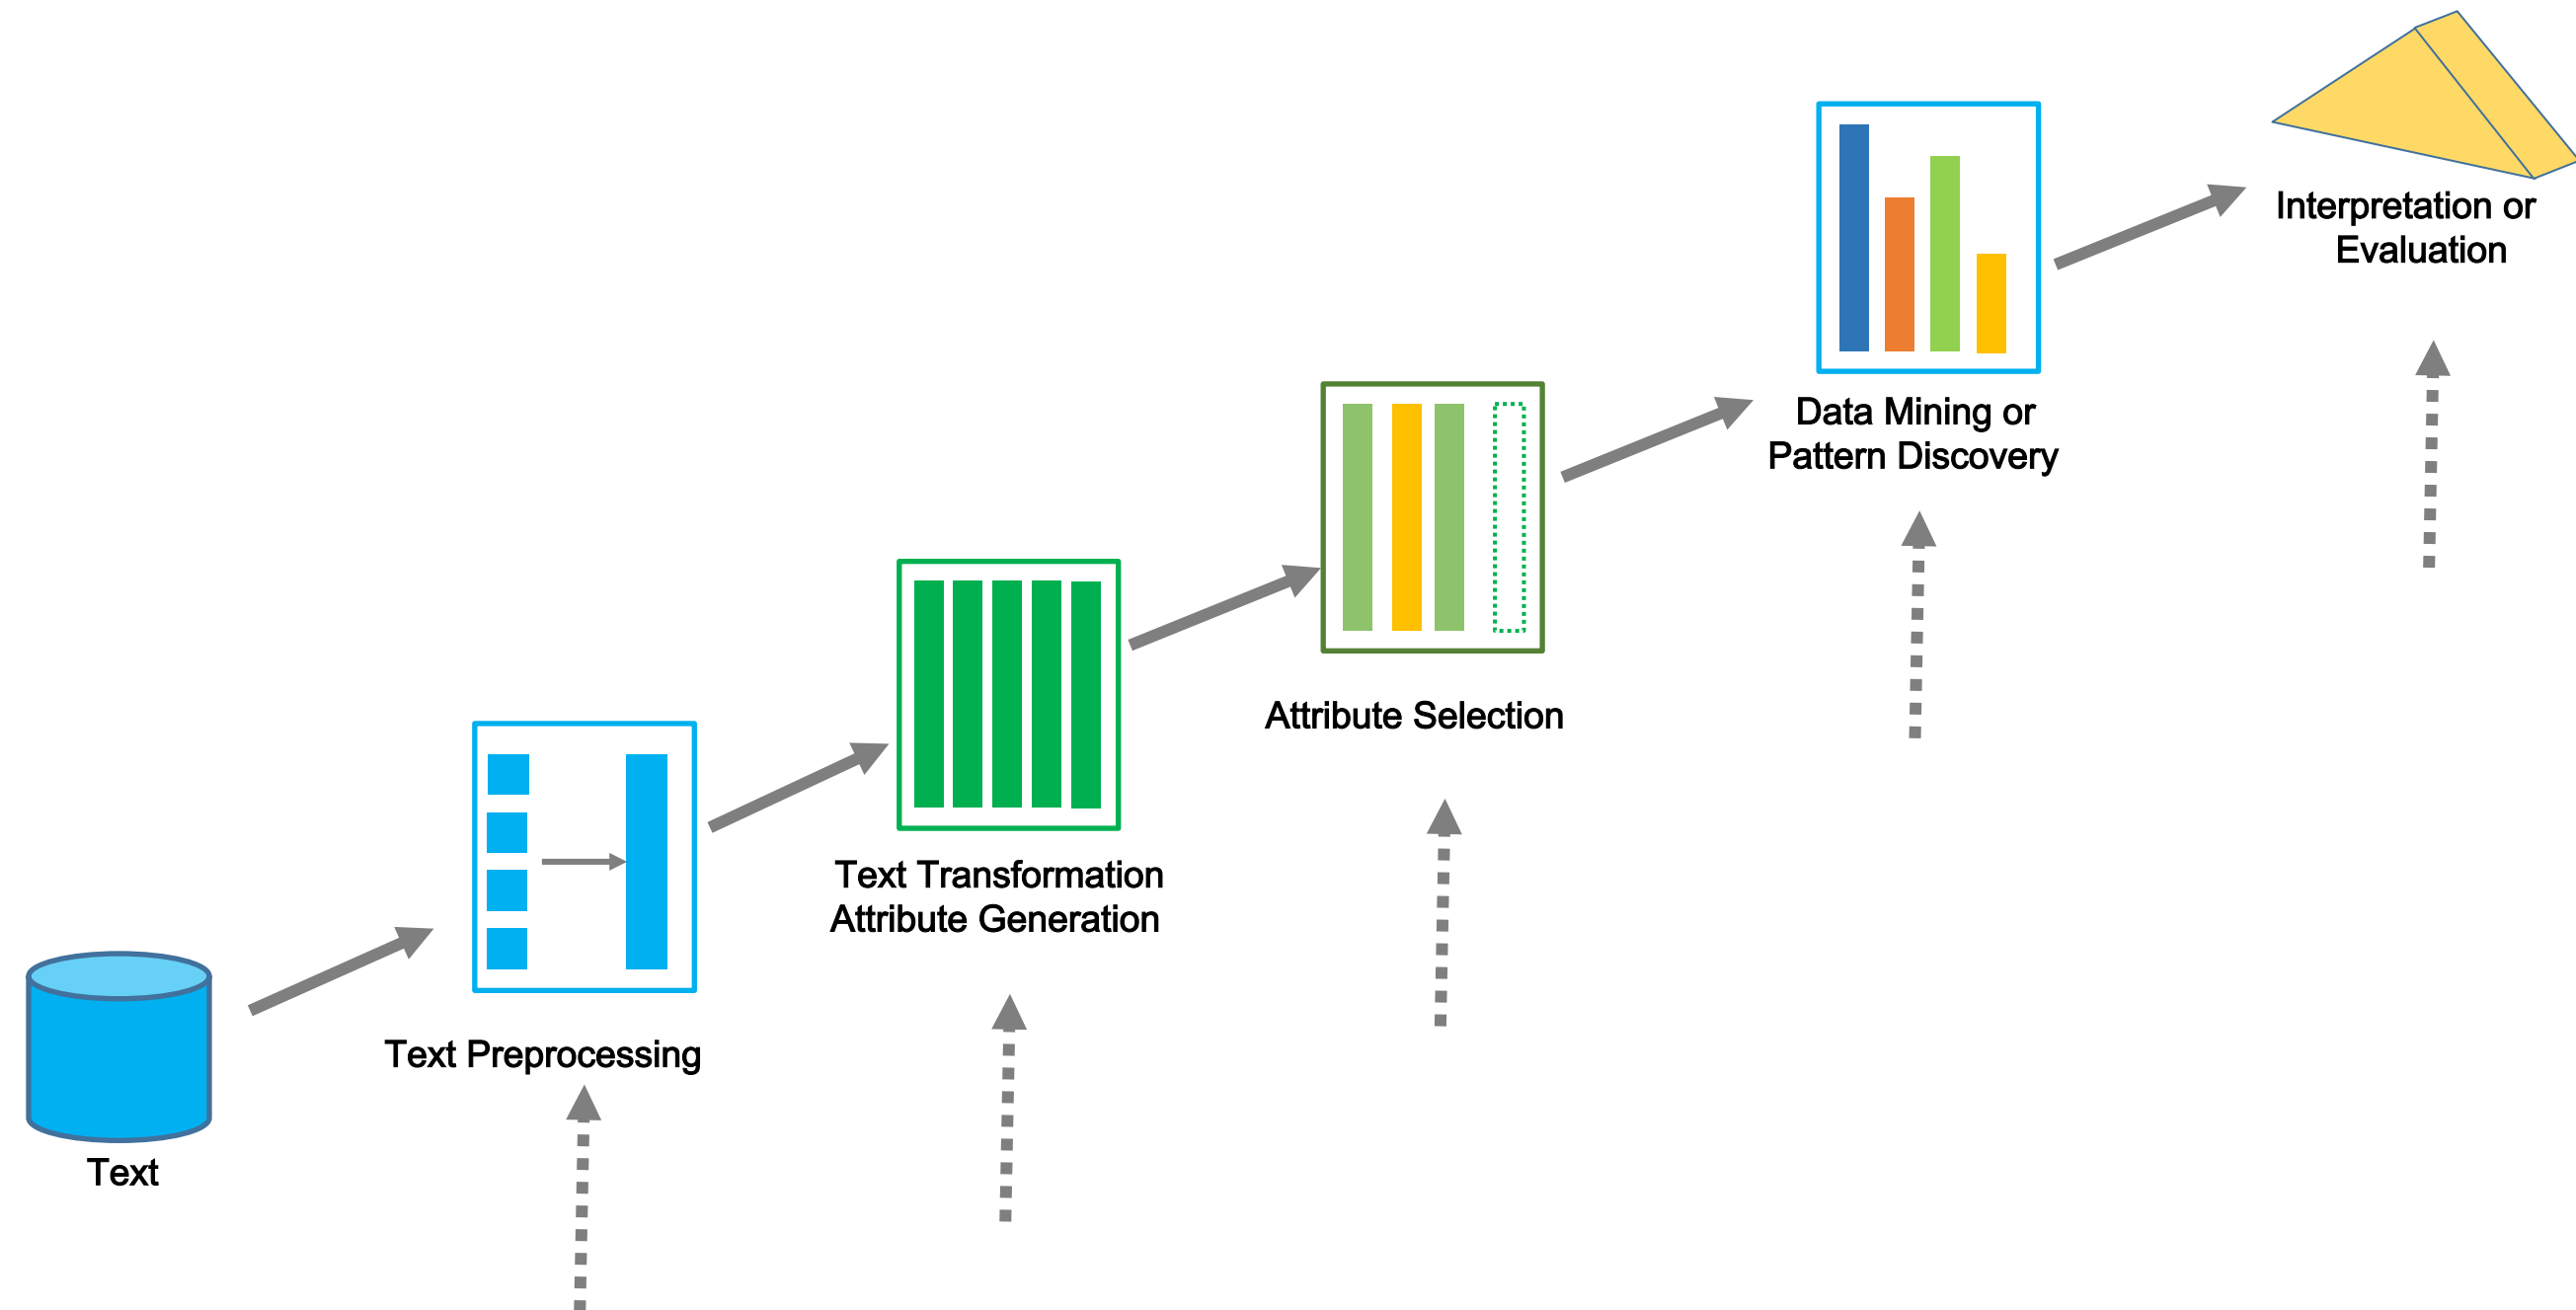 Text
Text Preprocessing
Text Transformation
Attribute Generation
Attribute Selection
Data Mining or
Pattern Discovery
Interpretation or
Evaluation